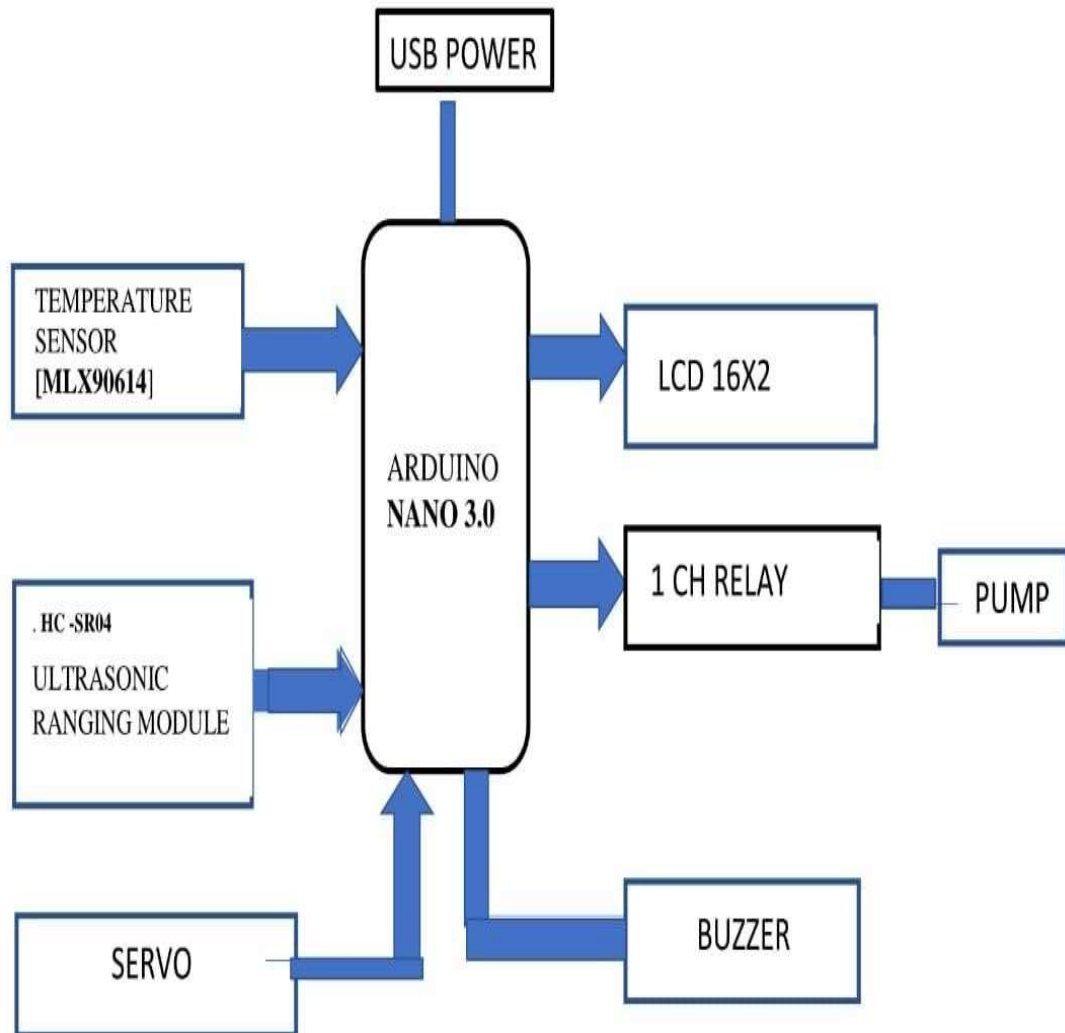 USB POWER
TEMPERATURE
SENSOR
[MLX90614]
LCD 16X2
ARDUINO
NANO 3.0
1 CH RELAY
PUMP
. HC -SR04
ULTRASONIC
RANGING MODULE
SERVO
BUZZER